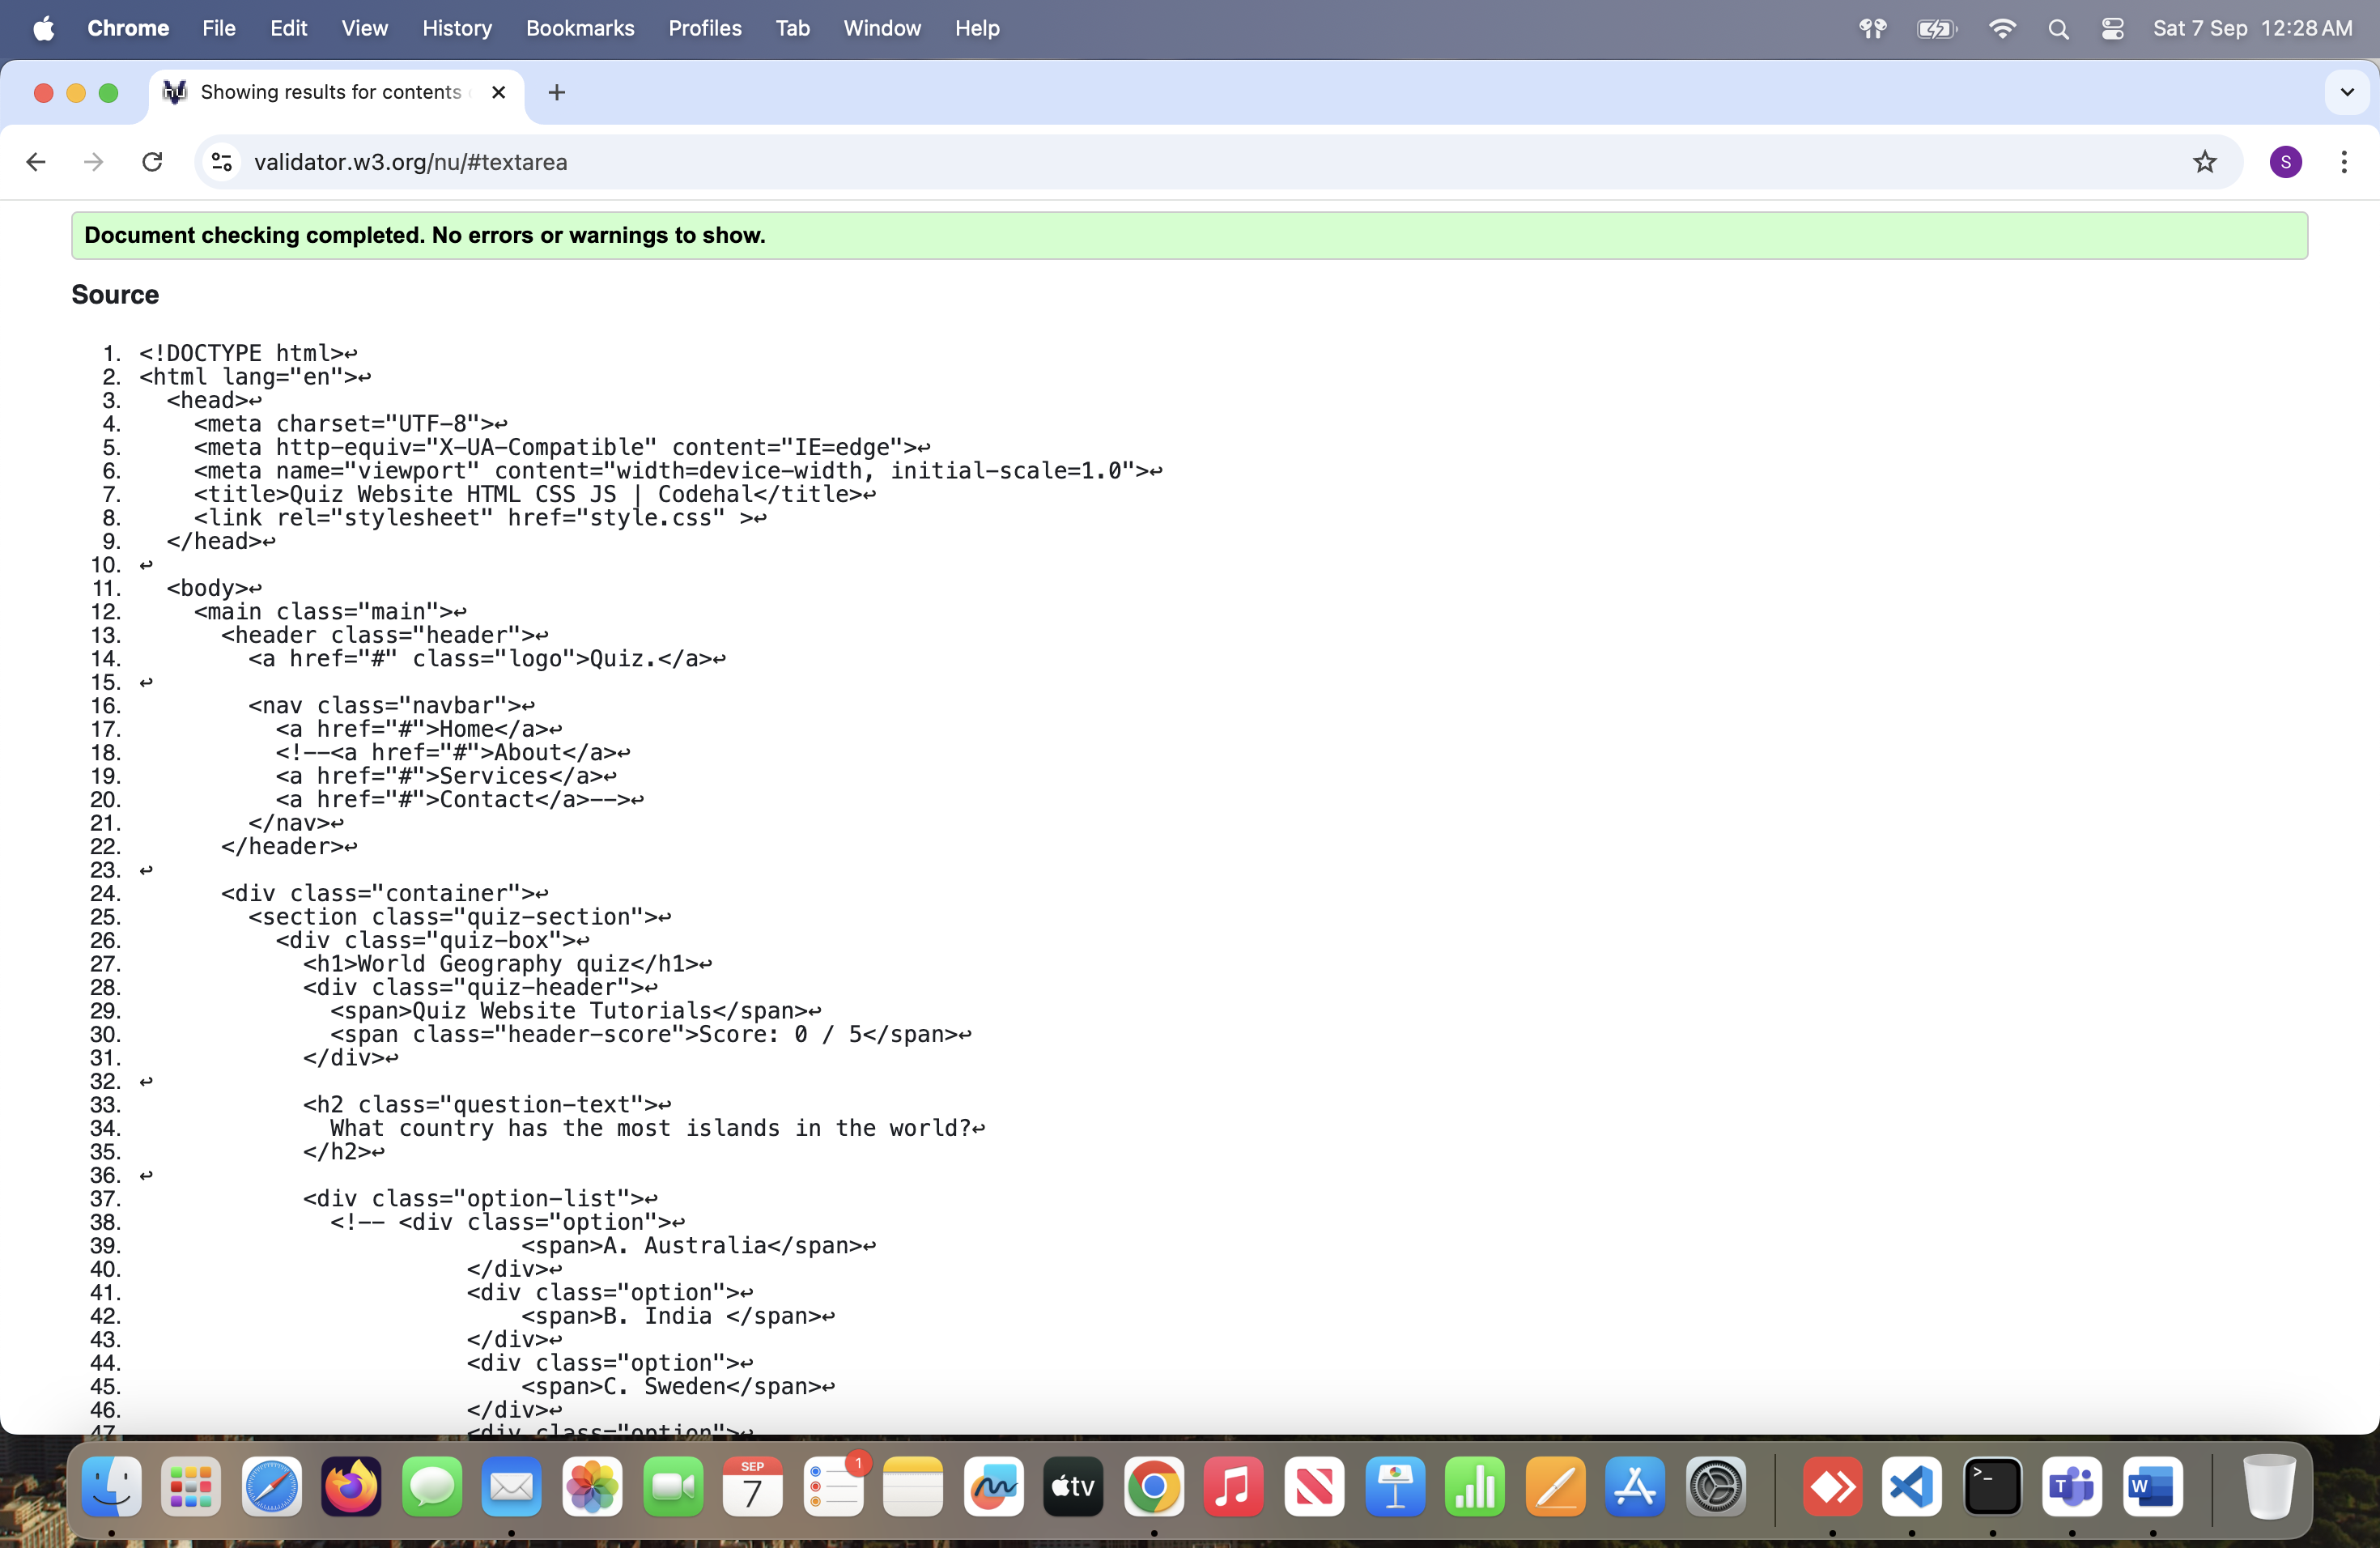 Chrome File Edit View History Bookmarks Profiles Tab Window Help Sat 7 Sep 12:28 AM
Showing results for contents
validator.w3.org/nu/#textarea
S
Document checking completed. No errors or warnings to show.
Source
1. <!DOCTYPE html>↩
2. <html lang="en">↩
3. <head>↩
4. <meta charset="UTF-8">↩
5. <meta http-equiv="X-UA-Compatible" content="IE=edge">↩
6. <meta name="viewport" content="width=device-width, initial-scale=1.0">↩
7. <title>Quiz Website HTML CSS JS | Codehal</title>↩
8. <link rel="stylesheet" href="style.css" >↩
9. </head>↩
10. ↩
11. <body>↩
12. <main class="main">↩
13. <header class="header">↩
14. <a href="#" class="logo">Quiz.</a>↩
15. ↩
16. <nav class="navbar">↩
17. <a href="#">Home</a>↩
18. <!--<a href="#">About</a>↩
19. <a href="#">Services</a>↩
20. <a href="#">Contact</a>-->↩
21. </nav>↩
22. </header>↩
23. ↩
24. <div class="container">↩
25. <section class="quiz-section">↩
26. <div class="quiz-box">↩
27. <h1>World Geography quiz</h1>↩
28. <div class="quiz-header">↩
29. <span>Quiz Website Tutorials</span>↩
30. <span class="header-score">Score: 0 / 5</span>↩
31. </div>↩
32. ↩
33. <h2 class="question-text">↩
34. What country has the most islands in the world?↩
35. </h2>↩
36. ↩
37. <div class="option-list">↩
38. <!-- <div class="option">↩
39. <span>A. Australia</span>↩
40. </div>↩
41. <div class="option">↩
42. <span>B. India </span>↩
43. </div>↩
44. <div class="option">↩
45. <span>C. Sweden</span>↩
46. </div>↩
47. <div class="option">↩
SEP
7
1
tv
T
W